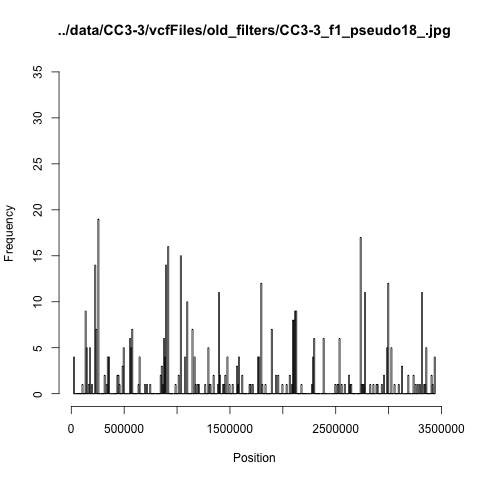 ../data/CC3-3/vcfFiles/old_filters/CC3-3_f1_pseudo18_.jpg
Frequency
35
30
25
20
15
10
5
0
0 500000 1500000 2500000 3500000
Position